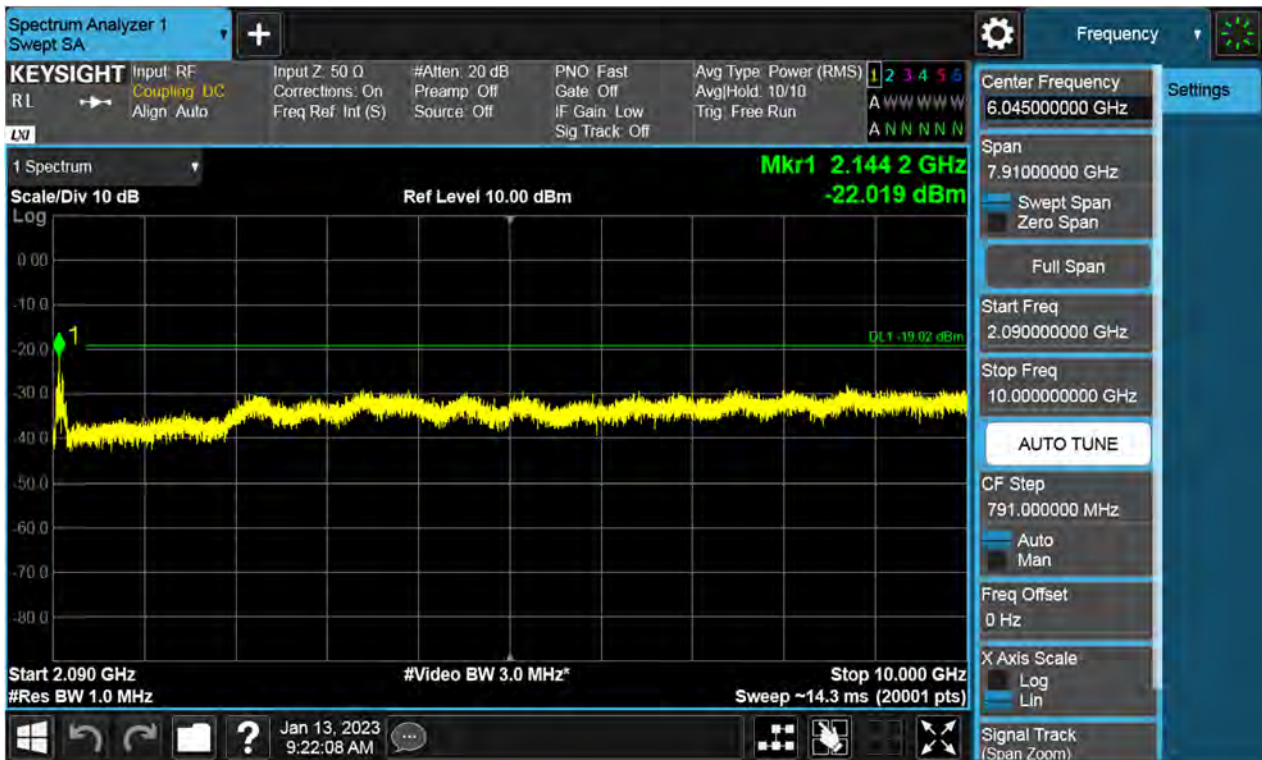 Spectrum Analyzer 1
Swept SA
Frequency
KEYSIGHT
RL
LXI
Input: RF
Coupling: DC
Align: Auto
Input Z: 50 Ω
Corrections: On
Freq Ref: Int (S)
#Atten: 20 dB
Preamp: Off
Source: Off
PNO: Fast
Gate: Off
IF Gain: Low
Sig Track: Off
Avg Type: Power (RMS)
Avg|Hold: 10/10
Trig: Free Run
1 2 3 4 5 6
A W W W W W
A N N N N N
1 Spectrum
Mkr1 2.144 2 GHz
-22.019 dBm
Scale/Div 10 dB
Ref Level 10.00 dBm
Log
0.00
-10.0
-20.0
-30.0
-40.0
-50.0
-60.0
-70.0
-80.0
1
DL1 -19.02 dBm
Start 2.090 GHz
#Video BW 3.0 MHz*
Stop 10.000 GHz
#Res BW 1.0 MHz
Sweep ~14.3 ms (20001 pts)
Jan 13, 2023
9:22:08 AM
Center Frequency
6.045000000 GHz
Settings
Span
7.91000000 GHz
Swept Span
Zero Span
Full Span
Start Freq
2.090000000 GHz
Stop Freq
10.000000000 GHz
AUTO TUNE
CF Step
791.000000 MHz
Auto
Man
Freq Offset
0 Hz
X Axis Scale
Log
Lin
Signal Track
(Span Zoom)